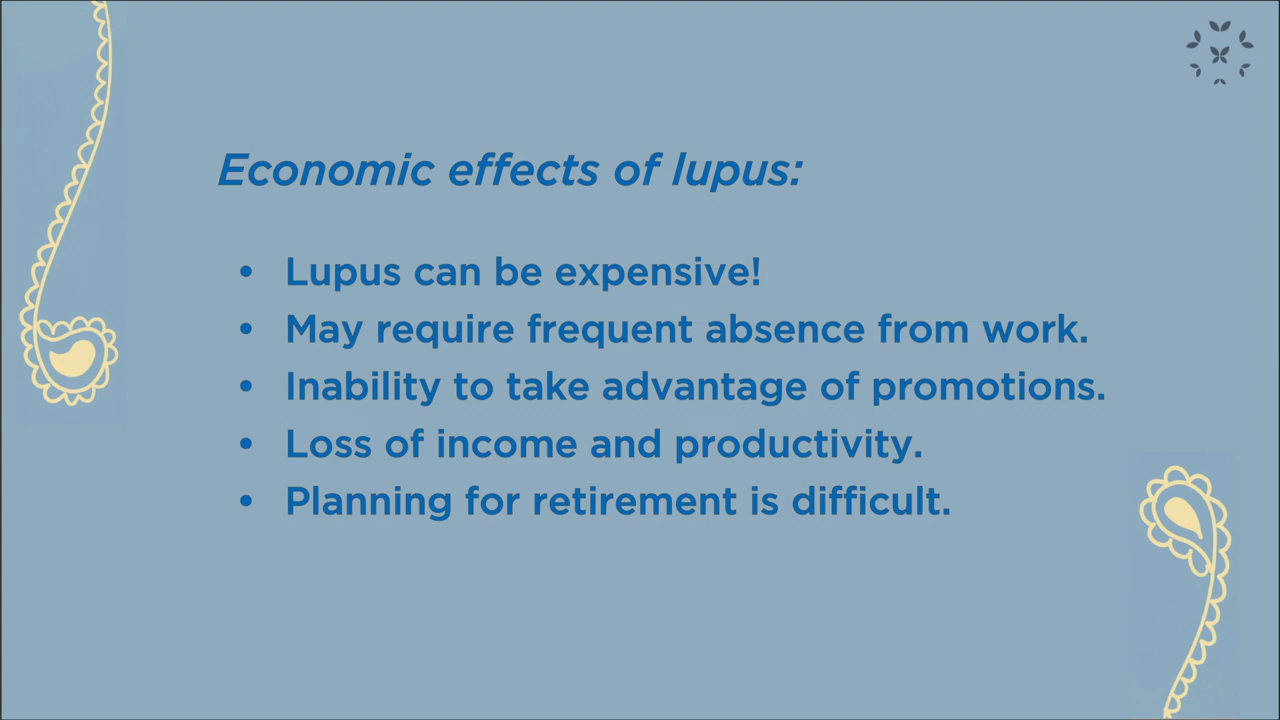 Economic effects of lupus:
• Lupus can be expensive!
• May require frequent absence from work.
• Inability to take advantage of promotions.
• Loss of income and productivity.
• Planning for retirement is difficult.